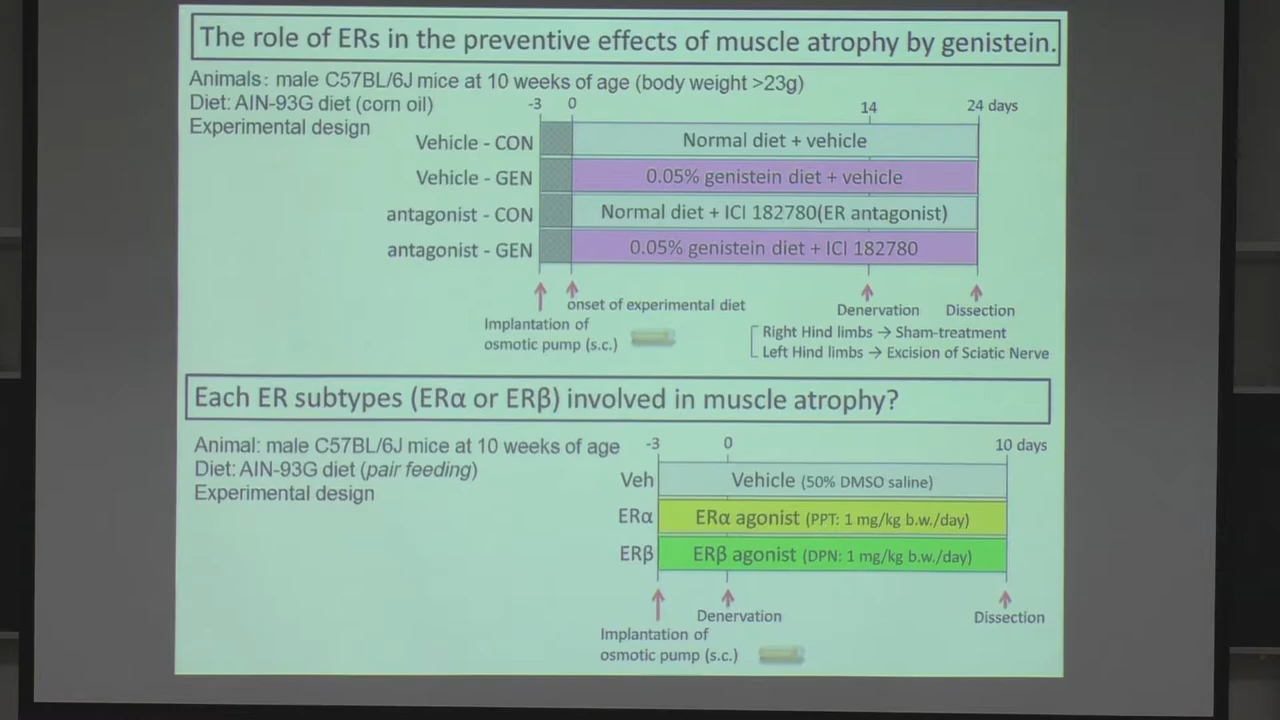 The role of ERs in the preventive effects of muscle atrophy by genistein.
Animals: male C57BL/6J mice at 10 weeks of age (body weight >23g)
Diet: AIN-93G diet (corn oil)
Experimental design
-3 0 14 24 days
Vehicle - CON Normal diet + vehicle
Vehicle - GEN 0.05% genistein diet + vehicle
antagonist - CON Normal diet + ICI 182780(ER antagonist)
antagonist - GEN 0.05% genistein diet + ICI 182780
onset of experimental diet
Implantation of
osmotic pump (s.c.)
Denervation Dissection
Right Hind limbs → Sham-treatment
Left Hind limbs → Excision of Sciatic Nerve
Each ER subtypes (ERα or ERβ) involved in muscle atrophy?
Animal: male C57BL/6J mice at 10 weeks of age
Diet: AIN-93G diet (pair feeding)
Experimental design
-3 0 10 days
Veh Vehicle (50% DMSO saline)
ERα ERα agonist (PPT: 1 mg/kg b.w./day)
ERβ ERβ agonist (DPN: 1 mg/kg b.w./day)
Denervation Dissection
Implantation of
osmotic pump (s.c.)